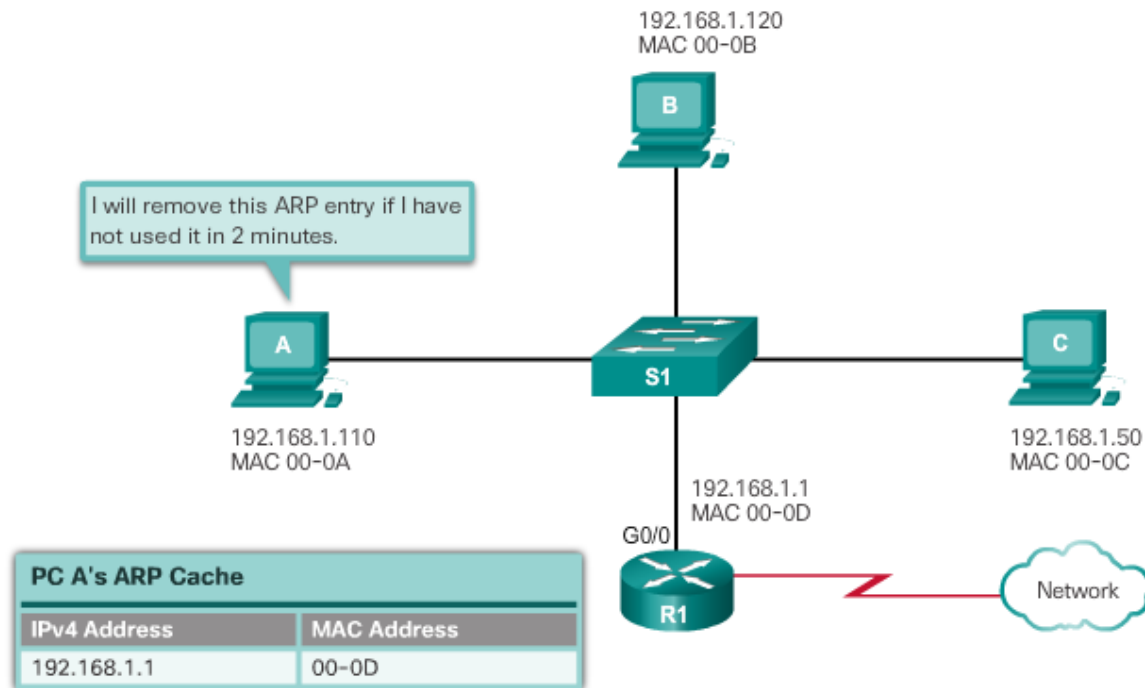 192.168.1.120
MAC 00-0B
B
I will remove this ARP entry if I have
not used it in 2 minutes.
A
S1
C
192.168.1.110
MAC 00-0A
192.168.1.50
MAC 00-0C
192.168.1.1
MAC 00-0D
G0/0
R1
Network
PC A's ARP Cache
IPv4 Address MAC Address
192.168.1.1 00-0D